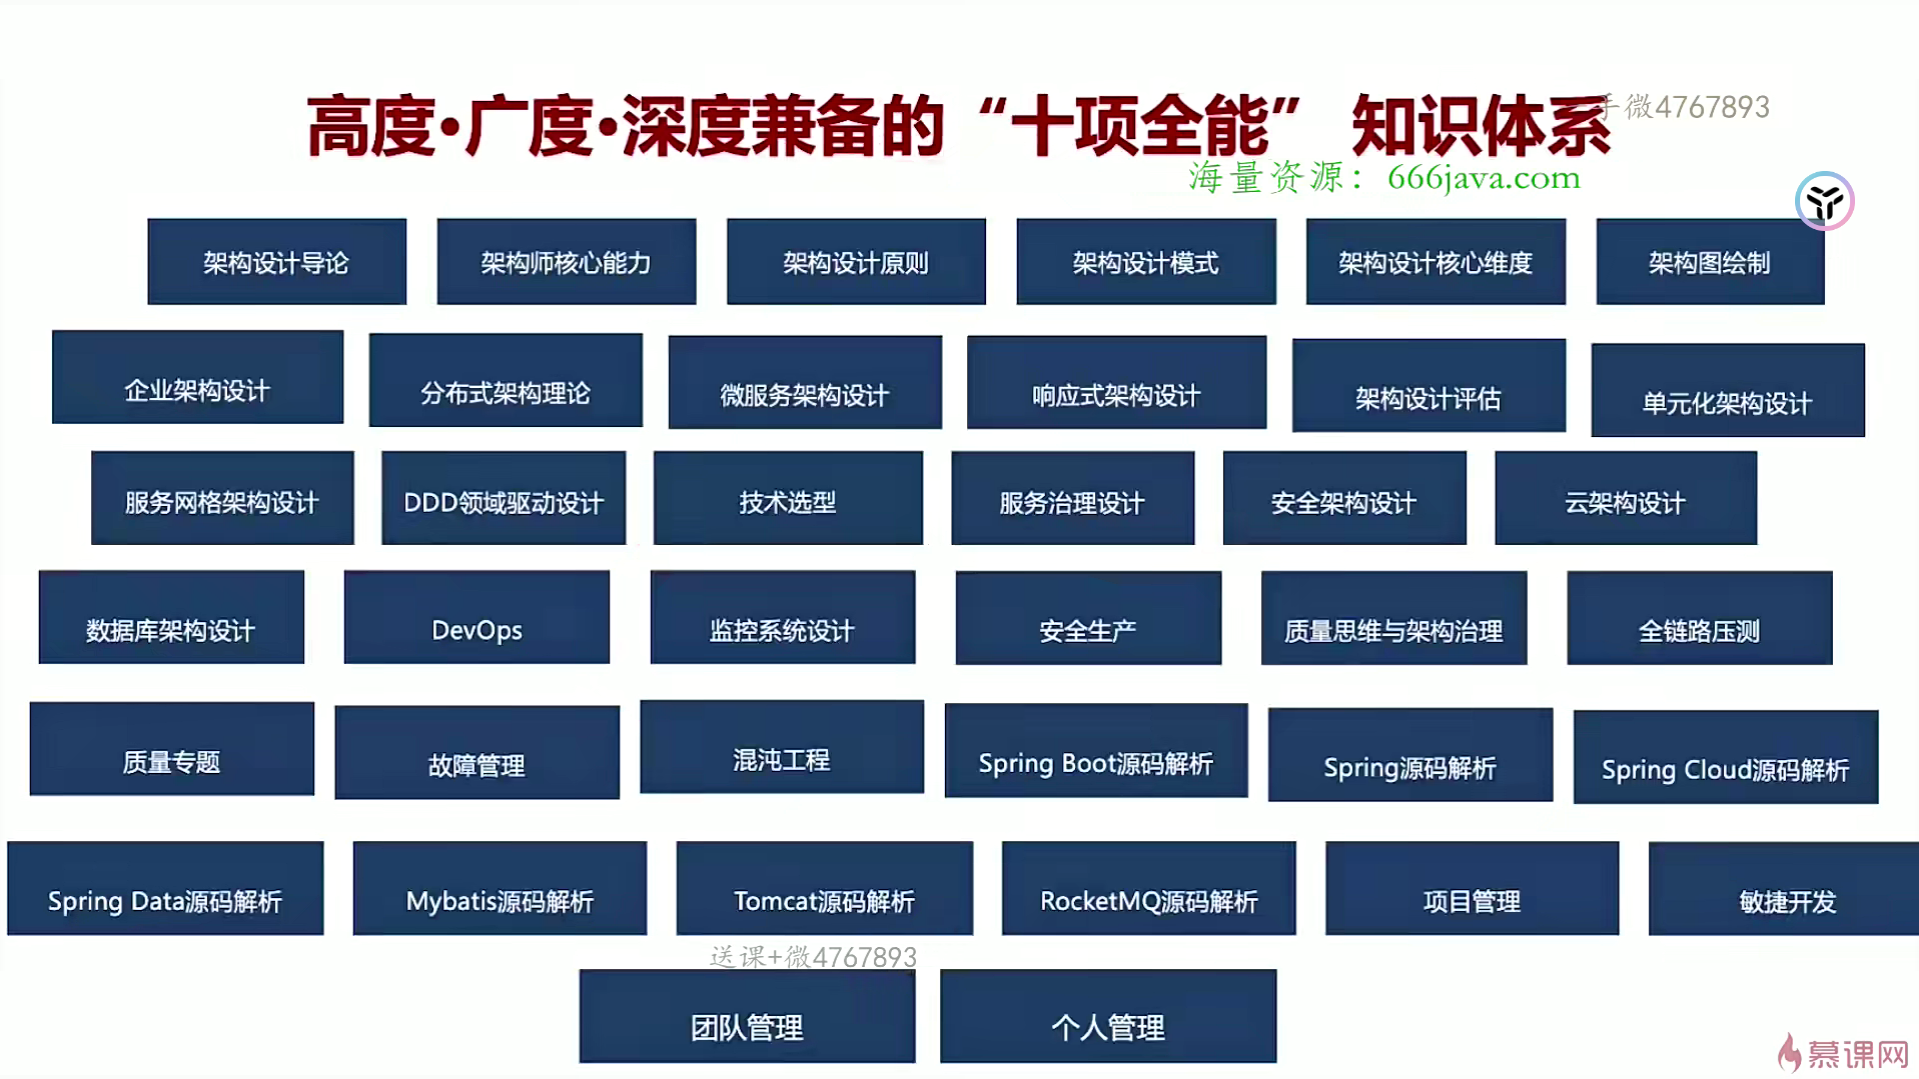 高度·广度·深度兼备的“十项全能” 知识体系
手微4767893
海量资源：666java.com
架构设计导论
架构师核心能力
架构设计原则
架构设计模式
架构设计核心维度
架构图绘制
企业架构设计
分布式架构理论
微服务架构设计
响应式架构设计
架构设计评估
单元化架构设计
服务网格架构设计
DDD领域驱动设计
技术选型
服务治理设计
安全架构设计
云架构设计
数据库架构设计
DevOps
监控系统设计
安全生产
质量思维与架构治理
全链路压测
质量专题
故障管理
混沌工程
Spring Boot源码解析
Spring源码解析
Spring Cloud源码解析
Spring Data源码解析
Mybatis源码解析
Tomcat源码解析
RocketMQ源码解析
项目管理
敏捷开发
送课+微4767893
团队管理
个人管理
慕课网